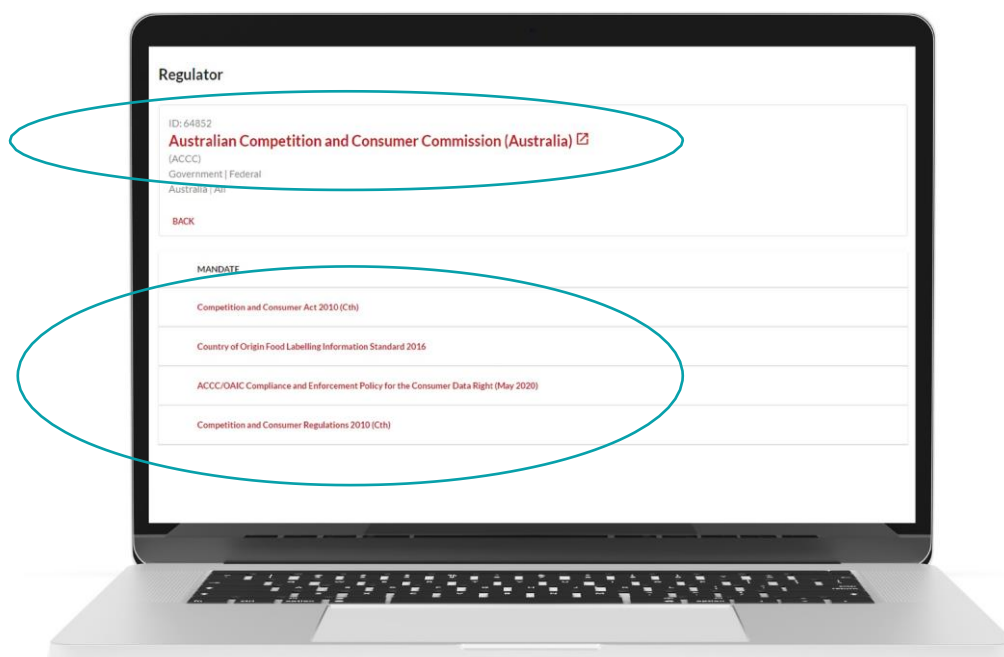 Regulator
ID: 64852
Australian Competition and Consumer Commission (Australia)
(ACCC)
Government | Federal
Australia | All
BACK
MANDATE
Competition and Consumer Act 2010 (Cth)
Country of Origin Food Labelling Information Standard 2016
ACCC/OAIC Compliance and Enforcement Policy for the Consumer Data Right (May 2020)
Competition and Consumer Regulations 2010 (Cth)